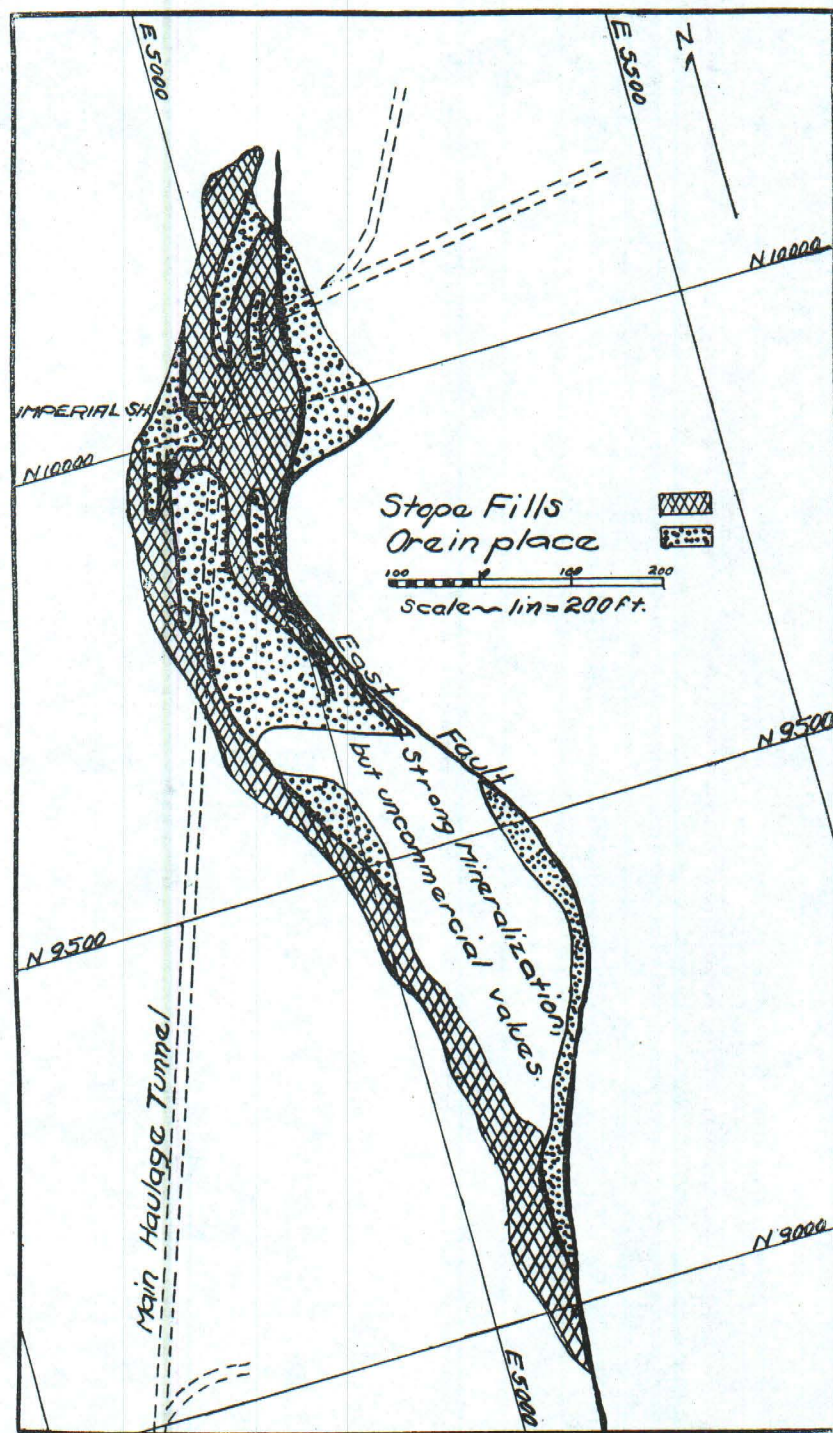 E 5000
E 5500
N
N 10000
IMPERIAL SH.
N 10000
Stope Fills
Ore in place
100 0 100 200
Scale ~ 1 in = 200 ft.
East Fault
Strong Mineralization,
but uncommercial values.
N 9500
N 9500
Main Haulage Tunnel
N 9000
E 5000